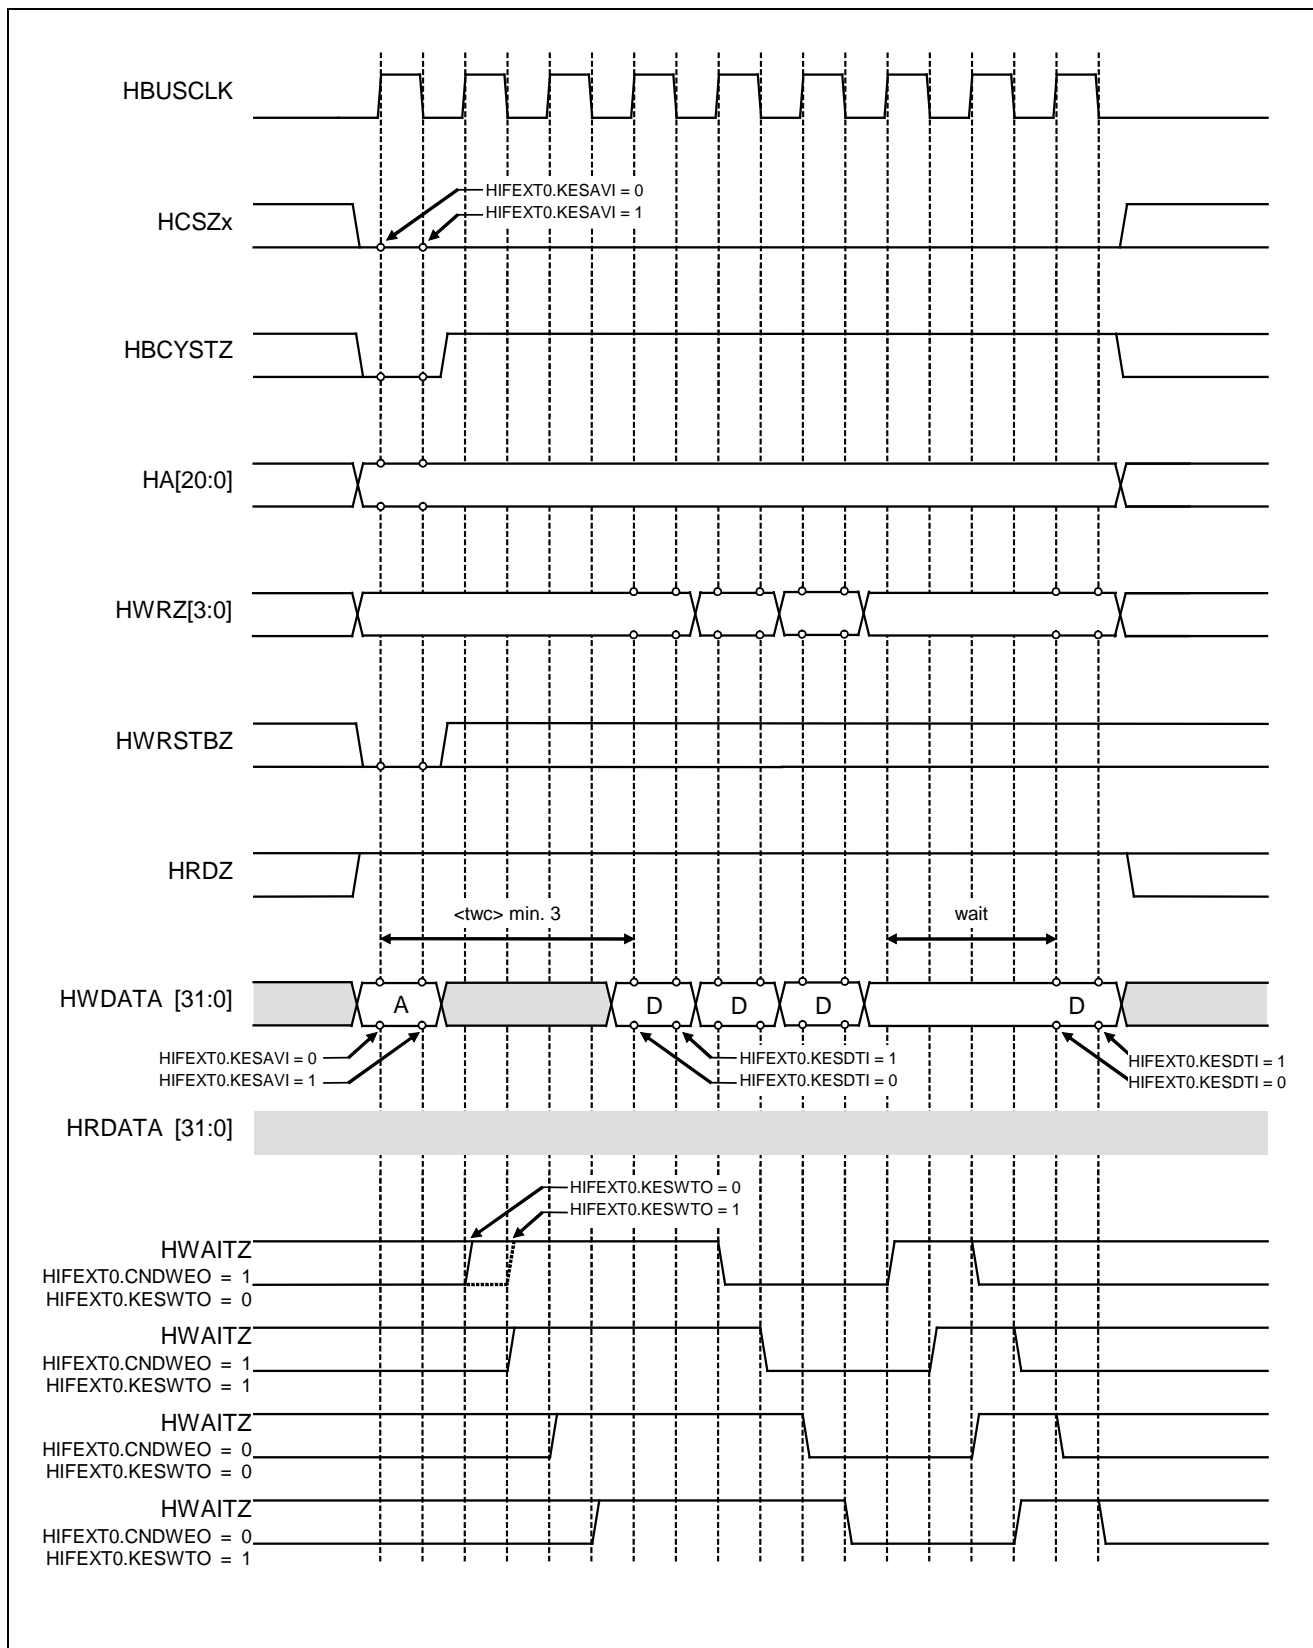 HBUSCLK
HIFEXT0.KESAVI = 0
HCSZx
HIFEXT0.KESAVI = 1
HBCYSTZ
HA[20:0]
HWRZ[3:0]
HWRSTBZ
HRDZ
<twc> min. 3
wait
HWDATA [31:0]
A
D
D
D
D
HIFEXT0.KESAVI = 0
HIFEXT0.KESDTI = 1
HIFEXT0.KESDTI = 1
HIFEXT0.KESAVI = 1
HIFEXT0.KESDTI = 0
HIFEXT0.KESDTI = 0
HRDATA [31:0]
HIFEXT0.KESWTO = 0
HIFEXT0.KESWTO = 1
HWAITZ
HIFEXT0.CNDWEO = 1
HIFEXT0.KESWTO = 0
HWAITZ
HIFEXT0.CNDWEO = 1
HIFEXT0.KESWTO = 1
HWAITZ
HIFEXT0.CNDWEO = 0
HIFEXT0.KESWTO = 0
HWAITZ
HIFEXT0.CNDWEO = 0
HIFEXT0.KESWTO = 1